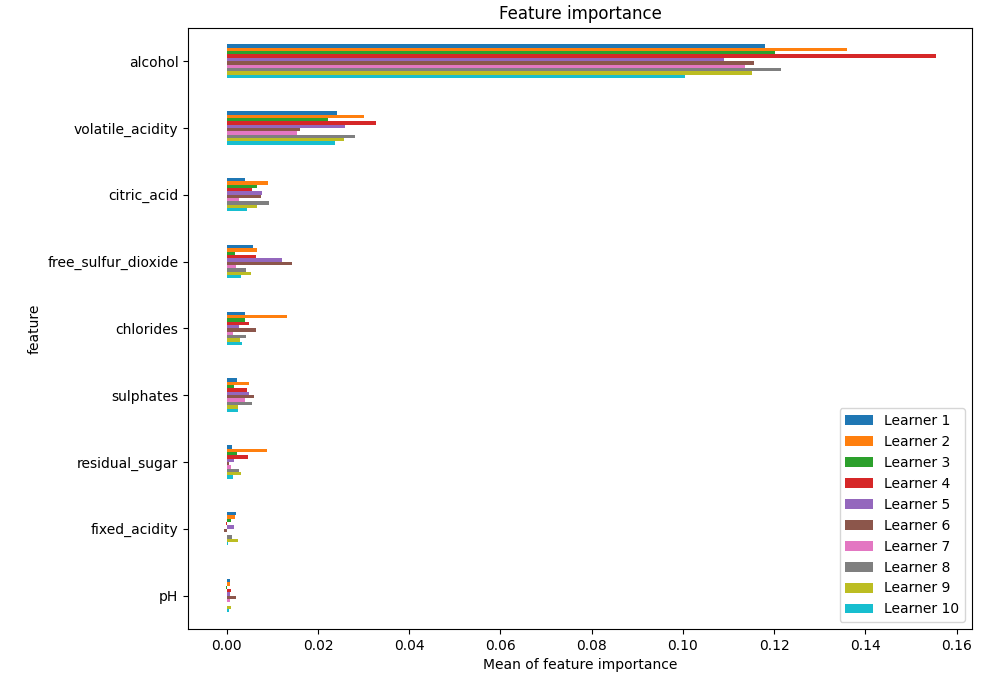 Feature importance
alcohol
volatile_acidity
citric_acid
free_sulfur_dioxide
chlorides
sulphates
residual_sugar
fixed_acidity
pH
feature
0.00 0.02 0.04 0.06 0.08 0.10 0.12 0.14 0.16
Mean of feature importance
Learner 1
Learner 2
Learner 3
Learner 4
Learner 5
Learner 6
Learner 7
Learner 8
Learner 9
Learner 10